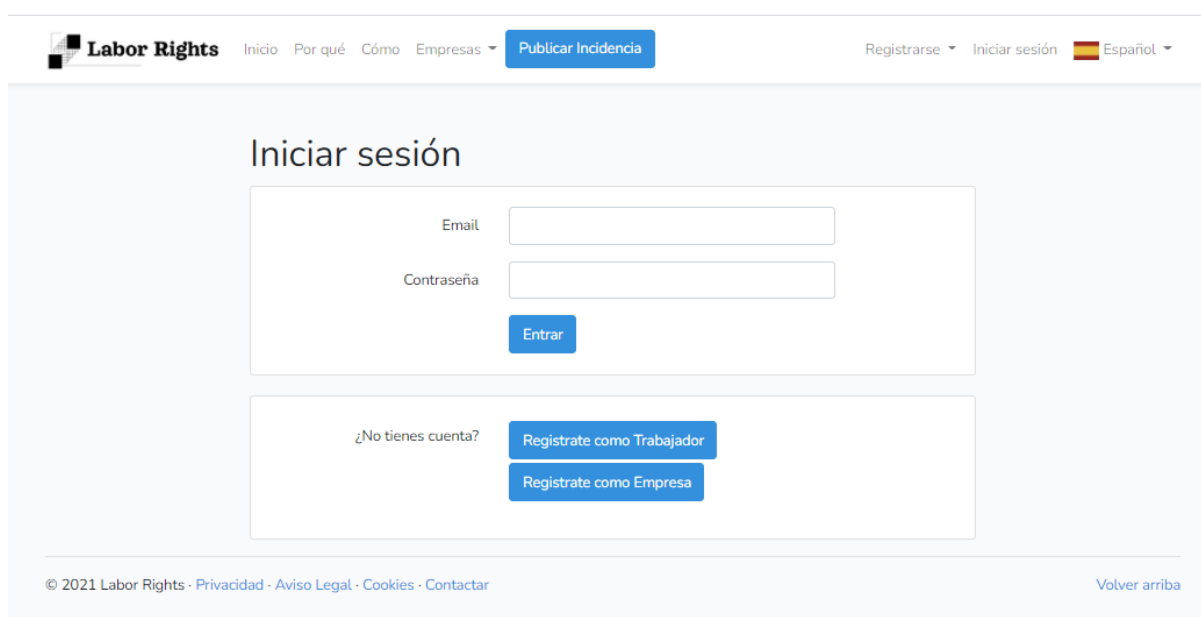 Labor Rights Inicio Por qué Cómo Empresas Publicar Incidencia Registrarse Iniciar sesión Español
Iniciar sesión
Email
Contraseña
Entrar
¿No tienes cuenta? Registrate como Trabajador
Registrate como Empresa
© 2021 Labor Rights · Privacidad · Aviso Legal · Cookies · Contactar Volver arriba